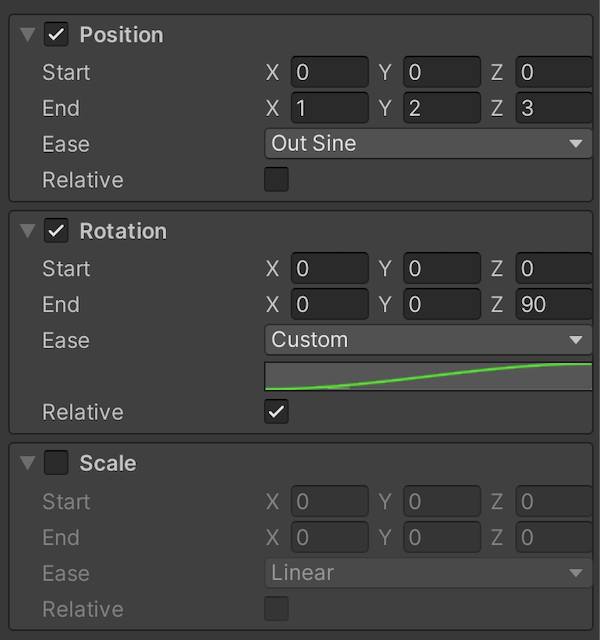 Position
Start X 0 Y 0 Z 0
End X 1 Y 2 Z 3
Ease Out Sine
Relative
Rotation
Start X 0 Y 0 Z 0
End X 0 Y 0 Z 90
Ease Custom
Relative
Scale
Start X 0 Y 0 Z 0
End X 0 Y 0 Z 0
Ease Linear
Relative